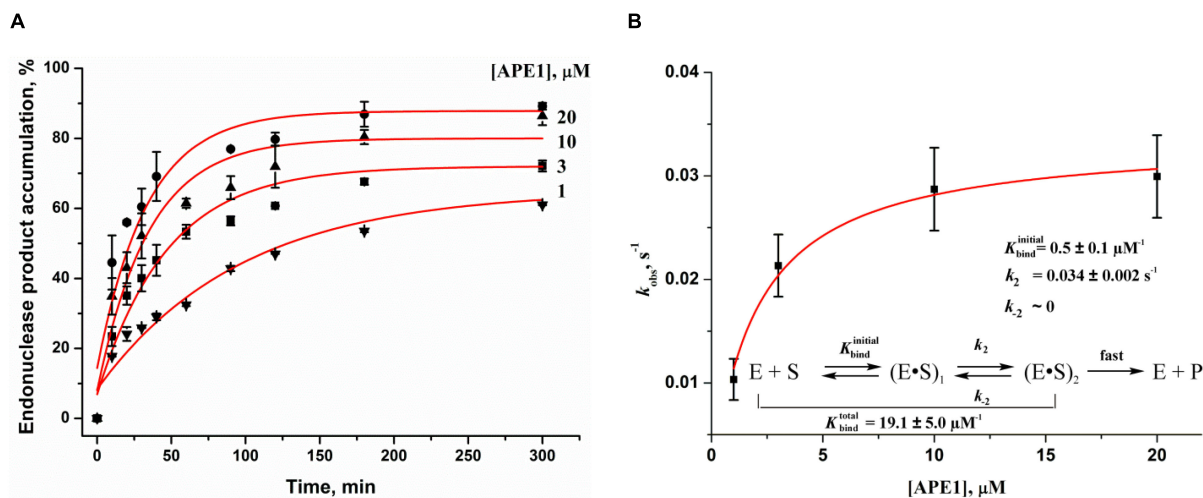 A
Endonuclease product accumulation, %
100
80
60
40
20
0
[APE1], μM
20
10
3
1
0 50 100 150 200 250 300
Time, min
B
k_obs, s⁻¹
0.04
0.03
0.02
0.01
K_bind^initial = 0.5 ± 0.1 μM⁻¹
k_2 = 0.034 ± 0.002 s⁻¹
k_-2 ~ 0
K_bind^initial k_2 fast
E + S (E•S)₁ (E•S)₂ E + P
k_-2
K_bind^total = 19.1 ± 5.0 μM⁻¹
0 5 10 15 20
[APE1], μM